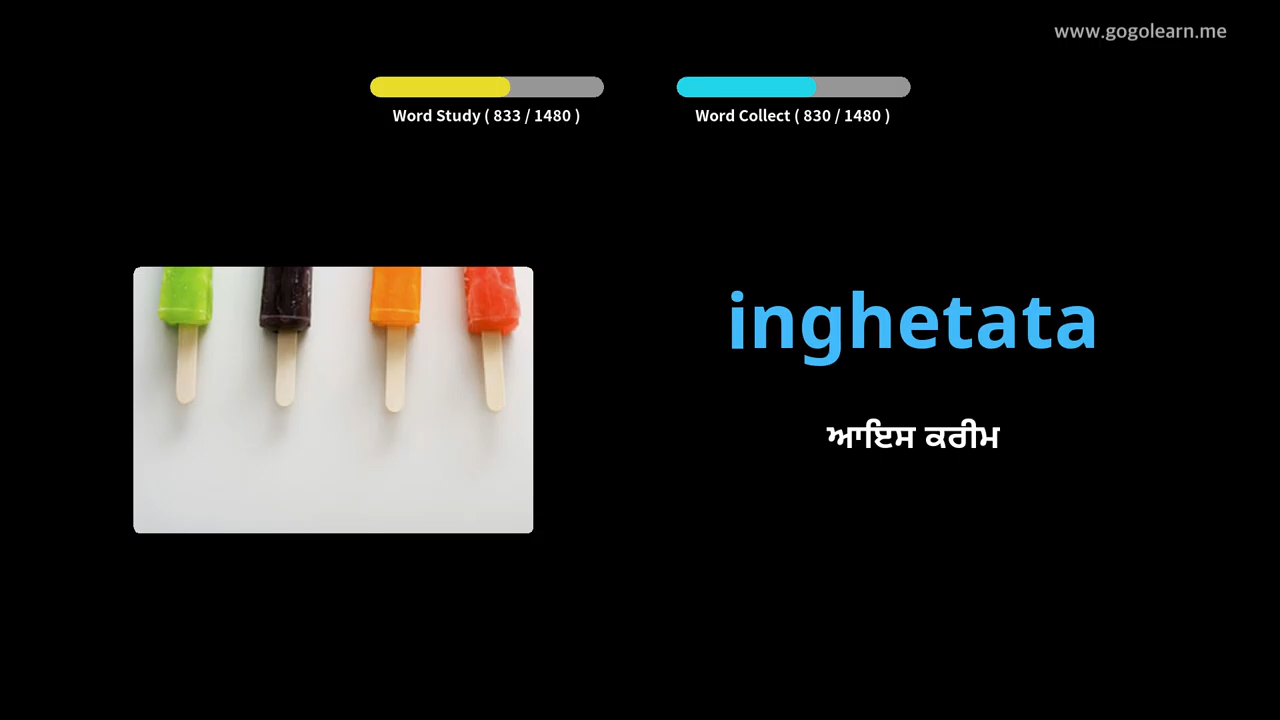 www.gogolearn.me
Word Study ( 833 / 1480 )
Word Collect ( 830 / 1480 )
inghetata
ਆਇਸ ਕਰੀਮ